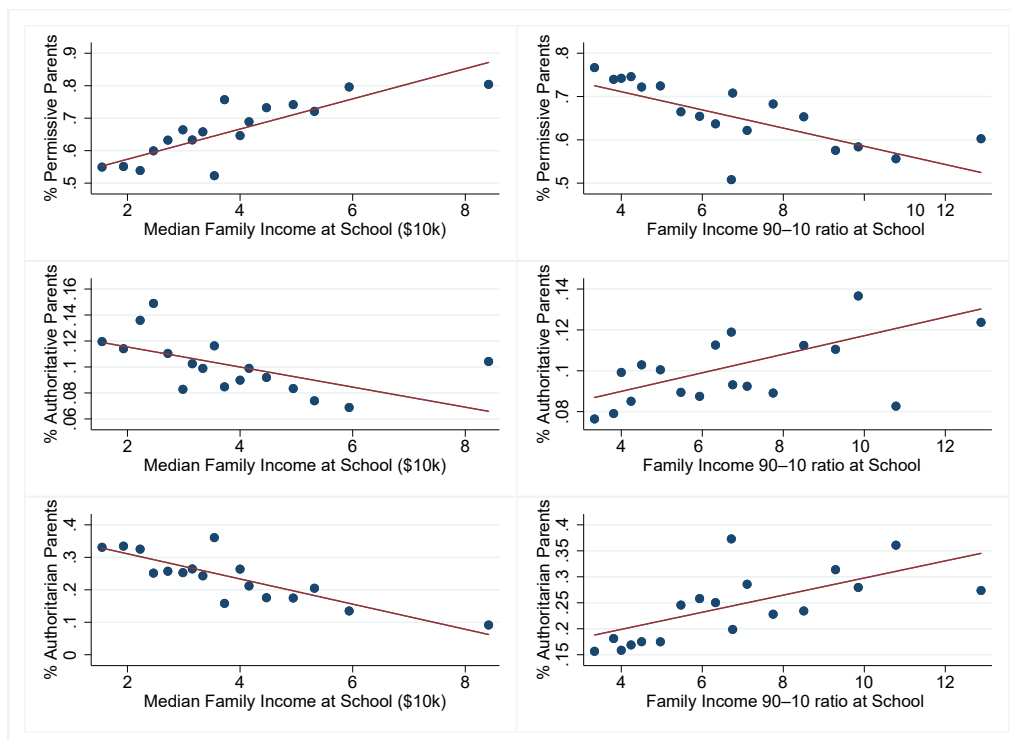 % Permissive Parents
.5 .6 .7 .8 .9
2 4 6 8
Median Family Income at School ($10k)
% Permissive Parents
.5 .6 .7 .8
4 6 8 10 12
Family Income 90–10 ratio at School
% Authoritative Parents
.06 .08 .1 .12 .14 .16
2 4 6 8
Median Family Income at School ($10k)
% Authoritative Parents
.08 .1 .12 .14
4 6 8 10 12
Family Income 90–10 ratio at School
% Authoritarian Parents
0 .1 .2 .3 .4
2 4 6 8
Median Family Income at School ($10k)
% Authoritarian Parents
.15 .2 .25 .3 .35 .4
4 6 8 10 12
Family Income 90–10 ratio at School